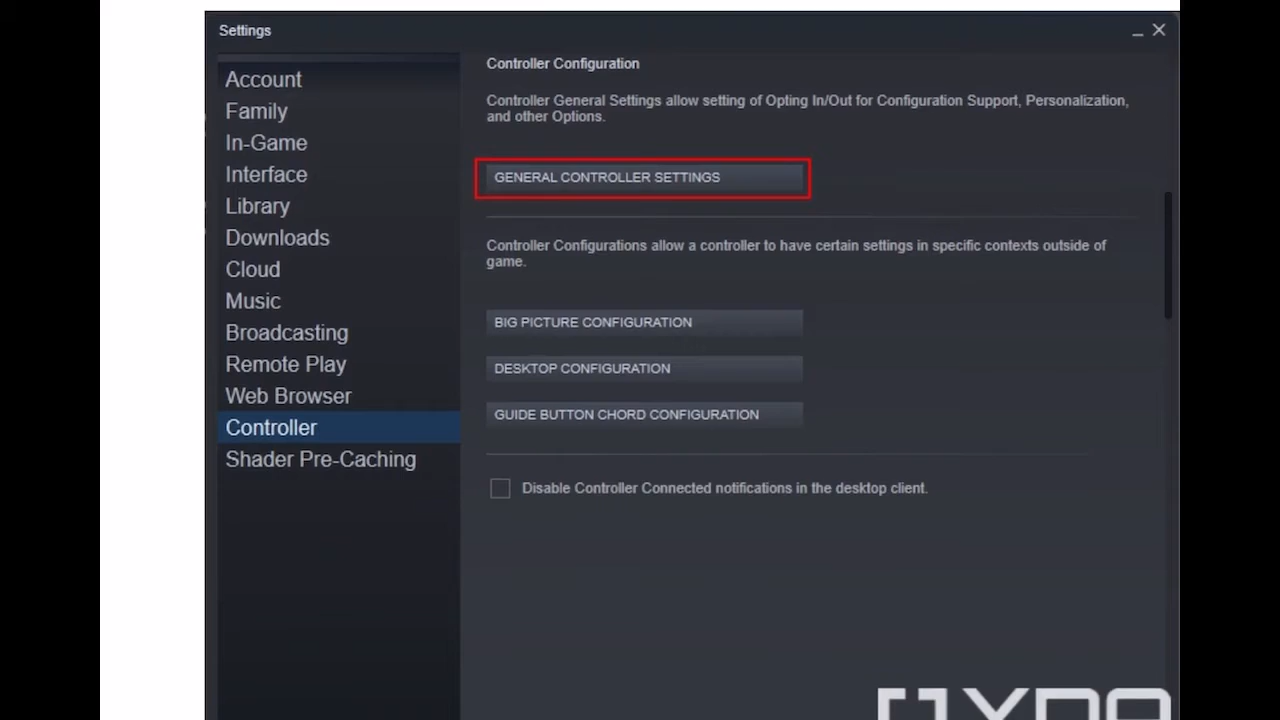 Settings
Account
Family
In-Game
Interface
Library
Downloads
Cloud
Music
Broadcasting
Remote Play
Web Browser
Controller
Shader Pre-Caching
Controller Configuration
Controller General Settings allow setting of Opting In/Out for Configuration Support, Personalization,
and other Options.
GENERAL CONTROLLER SETTINGS
Controller Configurations allow a controller to have certain settings in specific contexts outside of
game.
BIG PICTURE CONFIGURATION
DESKTOP CONFIGURATION
GUIDE BUTTON CHORD CONFIGURATION
Disable Controller Connected notifications in the desktop client.